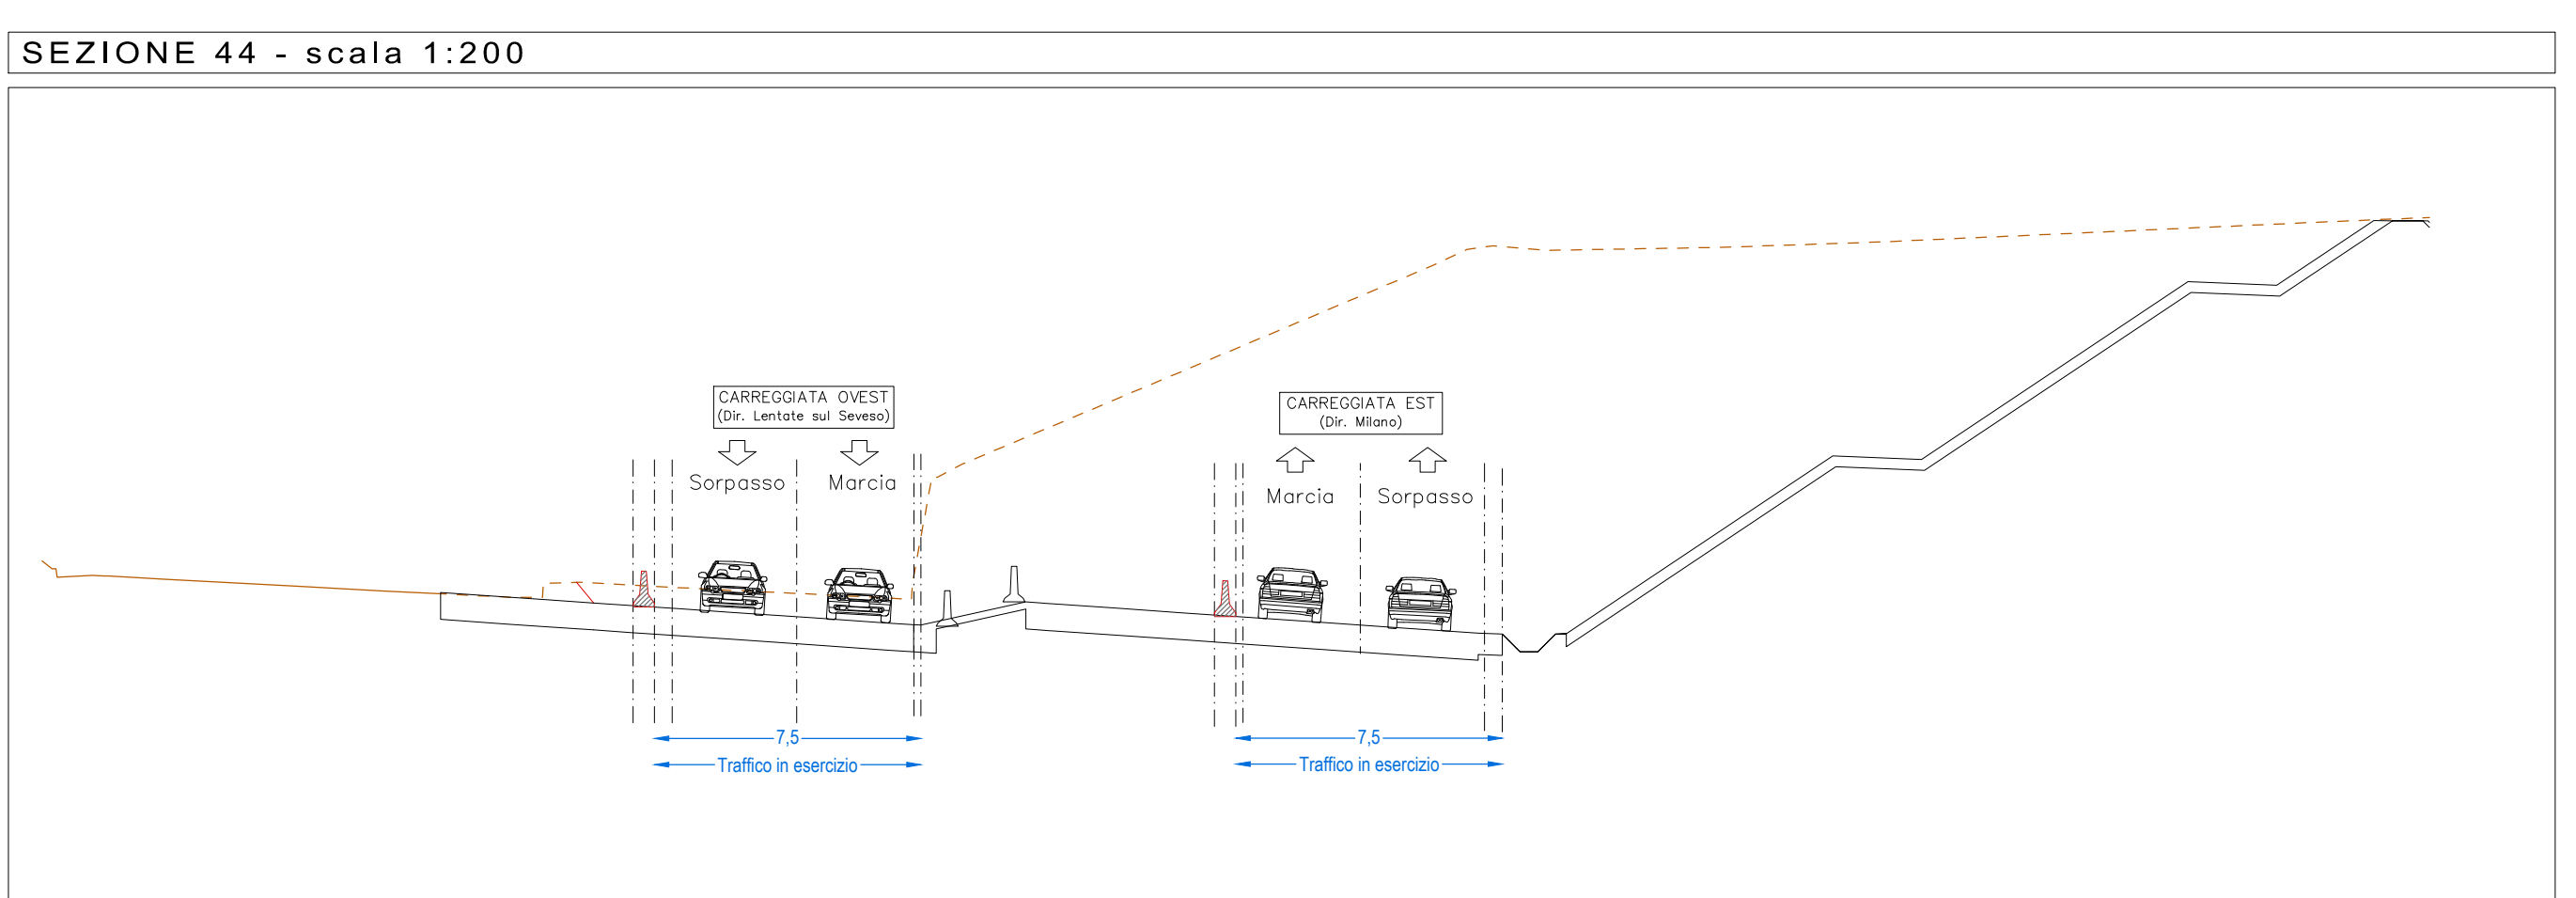 SEZIONE 44 - scala 1:200
CARREGGIATA OVEST
(Dir. Lentate sul Seveso)
CARREGGIATA EST
(Dir. Milano)
Sorpasso
Marcia
Marcia
Sorpasso
7,5
7,5
Traffico in esercizio
Traffico in esercizio